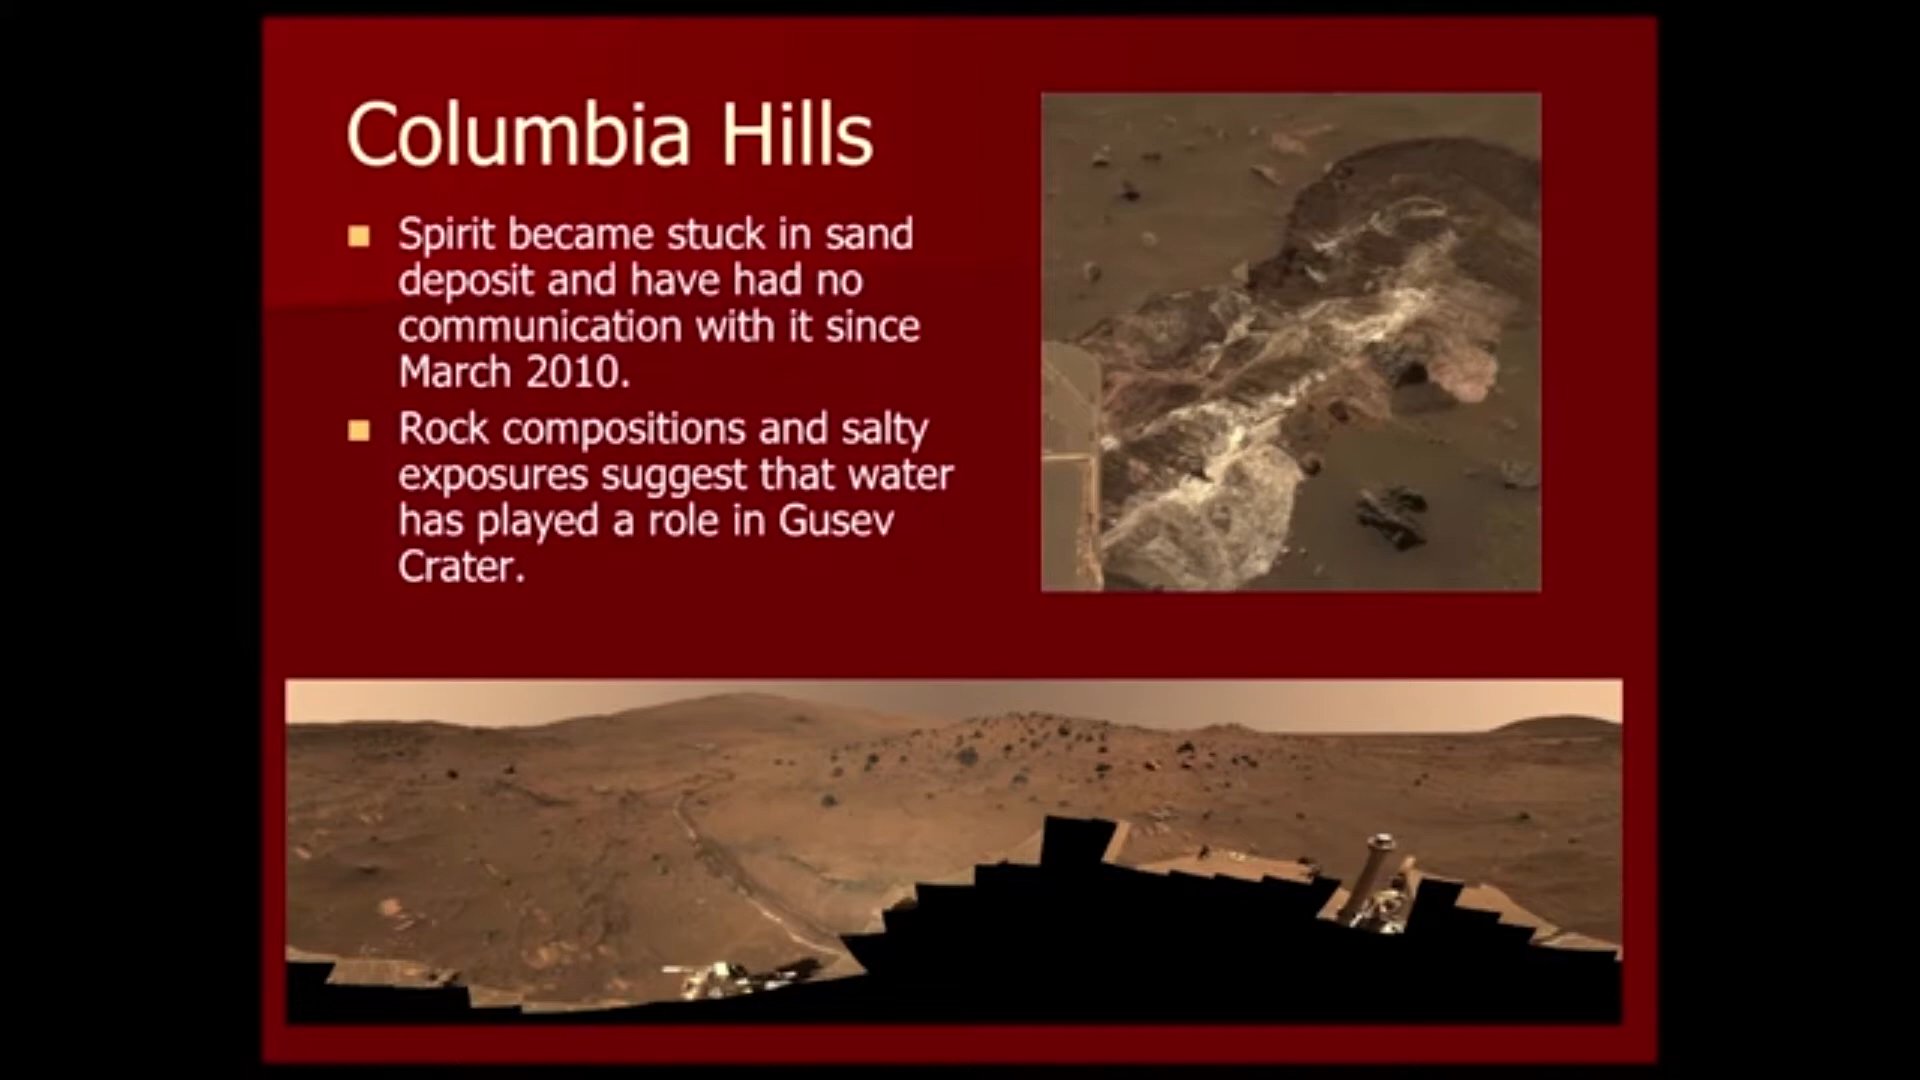 Columbia Hills
Spirit became stuck in sand
deposit and have had no
communication with it since
March 2010.
Rock compositions and salty
exposures suggest that water
has played a role in Gusev
Crater.